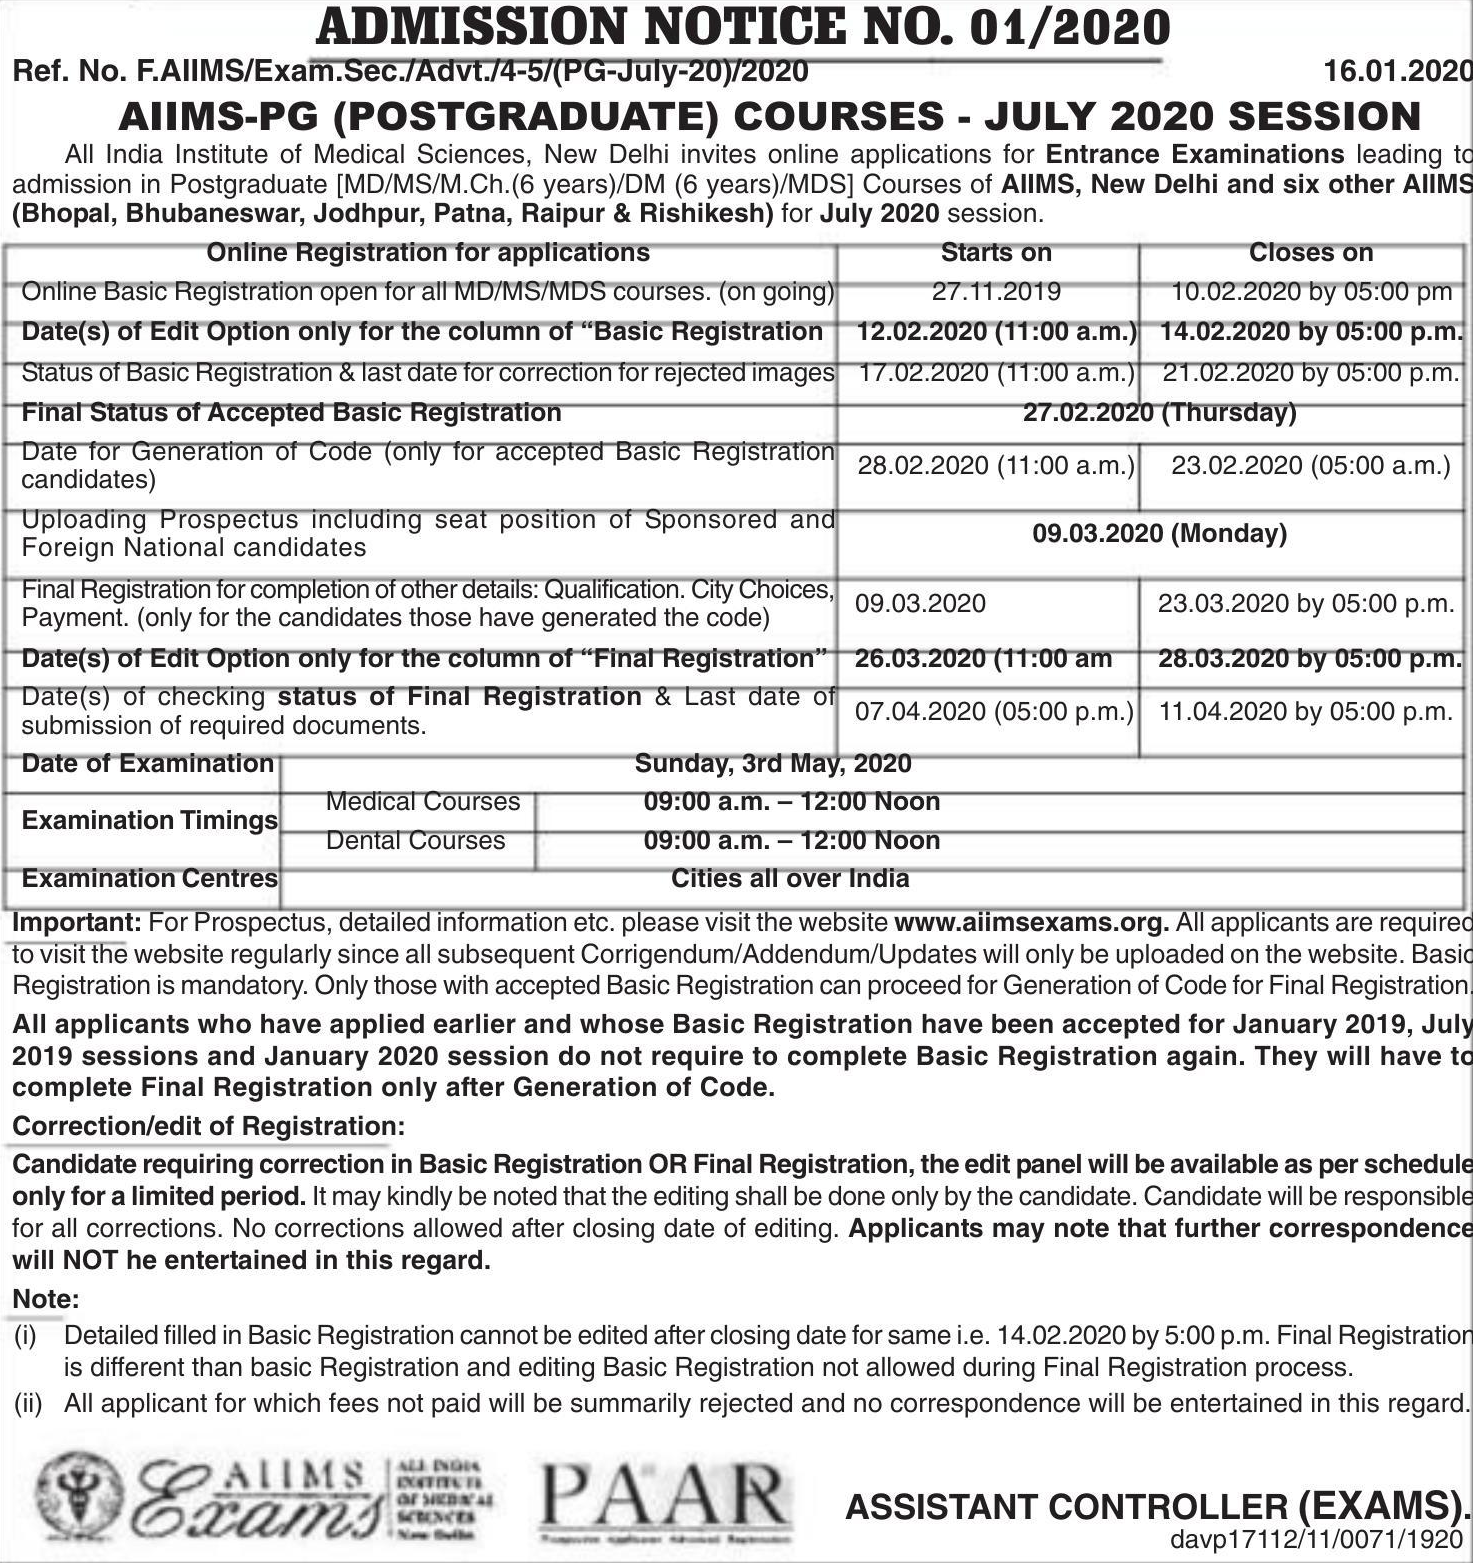 ADMISSION NOTICE NO. 01/2020
Ref. No. F.AIIMS/Exam.Sec./Advt./4-5/(PG-July-20)/2020 16.01.2020
AIIMS-PG (POSTGRADUATE) COURSES - JULY 2020 SESSION
All India Institute of Medical Sciences, New Delhi invites online applications for Entrance Examinations leading to
admission in Postgraduate [MD/MS/M.Ch.(6 years)/DM (6 years)/MDS] Courses of AIIMS, New Delhi and six other AIIMS
(Bhopal, Bhubaneswar, Jodhpur, Patna, Raipur & Rishikesh) for July 2020 session.
Online Registration for applications Starts on Closes on
Online Basic Registration open for all MD/MS/MDS courses. (on going) 27.11.2019 10.02.2020 by 05:00 pm
Date(s) of Edit Option only for the column of “Basic Registration 12.02.2020 (11:00 a.m.) 14.02.2020 by 05:00 p.m.
Status of Basic Registration & last date for correction for rejected images 17.02.2020 (11:00 a.m.) 21.02.2020 by 05:00 p.m.
Final Status of Accepted Basic Registration 27.02.2020 (Thursday)
Date for Generation of Code (only for accepted Basic Registration
candidates) 28.02.2020 (11:00 a.m.) 23.02.2020 (05:00 a.m.)
Uploading Prospectus including seat position of Sponsored and
Foreign National candidates 09.03.2020 (Monday)
Final Registration for completion of other details: Qualification. City Choices,
Payment. (only for the candidates those have generated the code) 09.03.2020 23.03.2020 by 05:00 p.m.
Date(s) of Edit Option only for the column of “Final Registration” 26.03.2020 (11:00 am 28.03.2020 by 05:00 p.m.
Date(s) of checking status of Final Registration & Last date of
submission of required documents. 07.04.2020 (05:00 p.m.) 11.04.2020 by 05:00 p.m.
Date of Examination Sunday, 3rd May, 2020
Examination Timings Medical Courses 09:00 a.m. – 12:00 Noon
Dental Courses 09:00 a.m. – 12:00 Noon
Examination Centres Cities all over India
Important: For Prospectus, detailed information etc. please visit the website www.aiimsexams.org. All applicants are required
to visit the website regularly since all subsequent Corrigendum/Addendum/Updates will only be uploaded on the website. Basic
Registration is mandatory. Only those with accepted Basic Registration can proceed for Generation of Code for Final Registration.
All applicants who have applied earlier and whose Basic Registration have been accepted for January 2019, July
2019 sessions and January 2020 session do not require to complete Basic Registration again. They will have to
complete Final Registration only after Generation of Code.
Correction/edit of Registration:
Candidate requiring correction in Basic Registration OR Final Registration, the edit panel will be available as per schedule
only for a limited period. It may kindly be noted that the editing shall be done only by the candidate. Candidate will be responsible
for all corrections. No corrections allowed after closing date of editing. Applicants may note that further correspondence
will NOT he entertained in this regard.
Note:
(i) Detailed filled in Basic Registration cannot be edited after closing date for same i.e. 14.02.2020 by 5:00 p.m. Final Registration
is different than basic Registration and editing Basic Registration not allowed during Final Registration process.
(ii) All applicant for which fees not paid will be summarily rejected and no correspondence will be entertained in this regard.
AIIMS
Exams
ALL INDIA
INSTITUTE
OF MEDICAL
SCIENCES
New Delhi
PAAR
Prospective Applicants Advanced Registration
ASSISTANT CONTROLLER (EXAMS).
davp17112/11/0071/1920